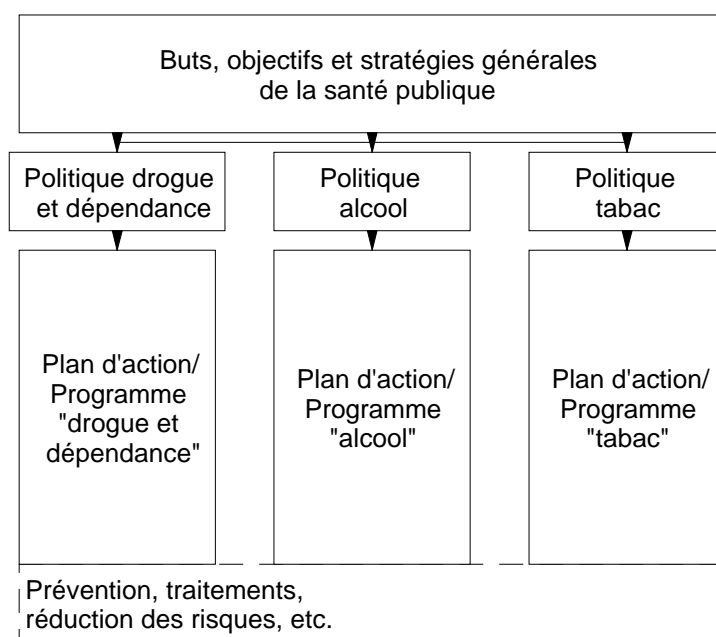 Buts, objectifs et stratégies générales
de la santé publique
Politique drogue
et dépendance
Politique
alcool
Politique
tabac
Plan d'action/
Programme
"drogue et
dépendance"
Plan d'action/
Programme
"alcool"
Plan d'action/
Programme
"tabac"
Prévention, traitements,
réduction des risques, etc.